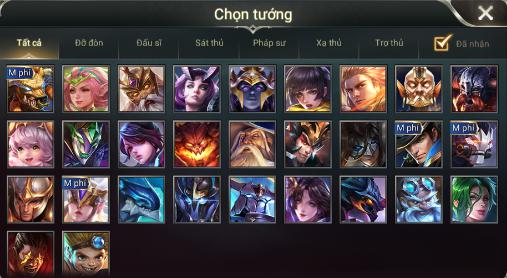 Chọn tướng
Tất cả Đỡ đòn Đấu sĩ Sát thủ Pháp sư Xạ thủ Trợ thủ Đã nhận
M phí
M phí M phí
M phí